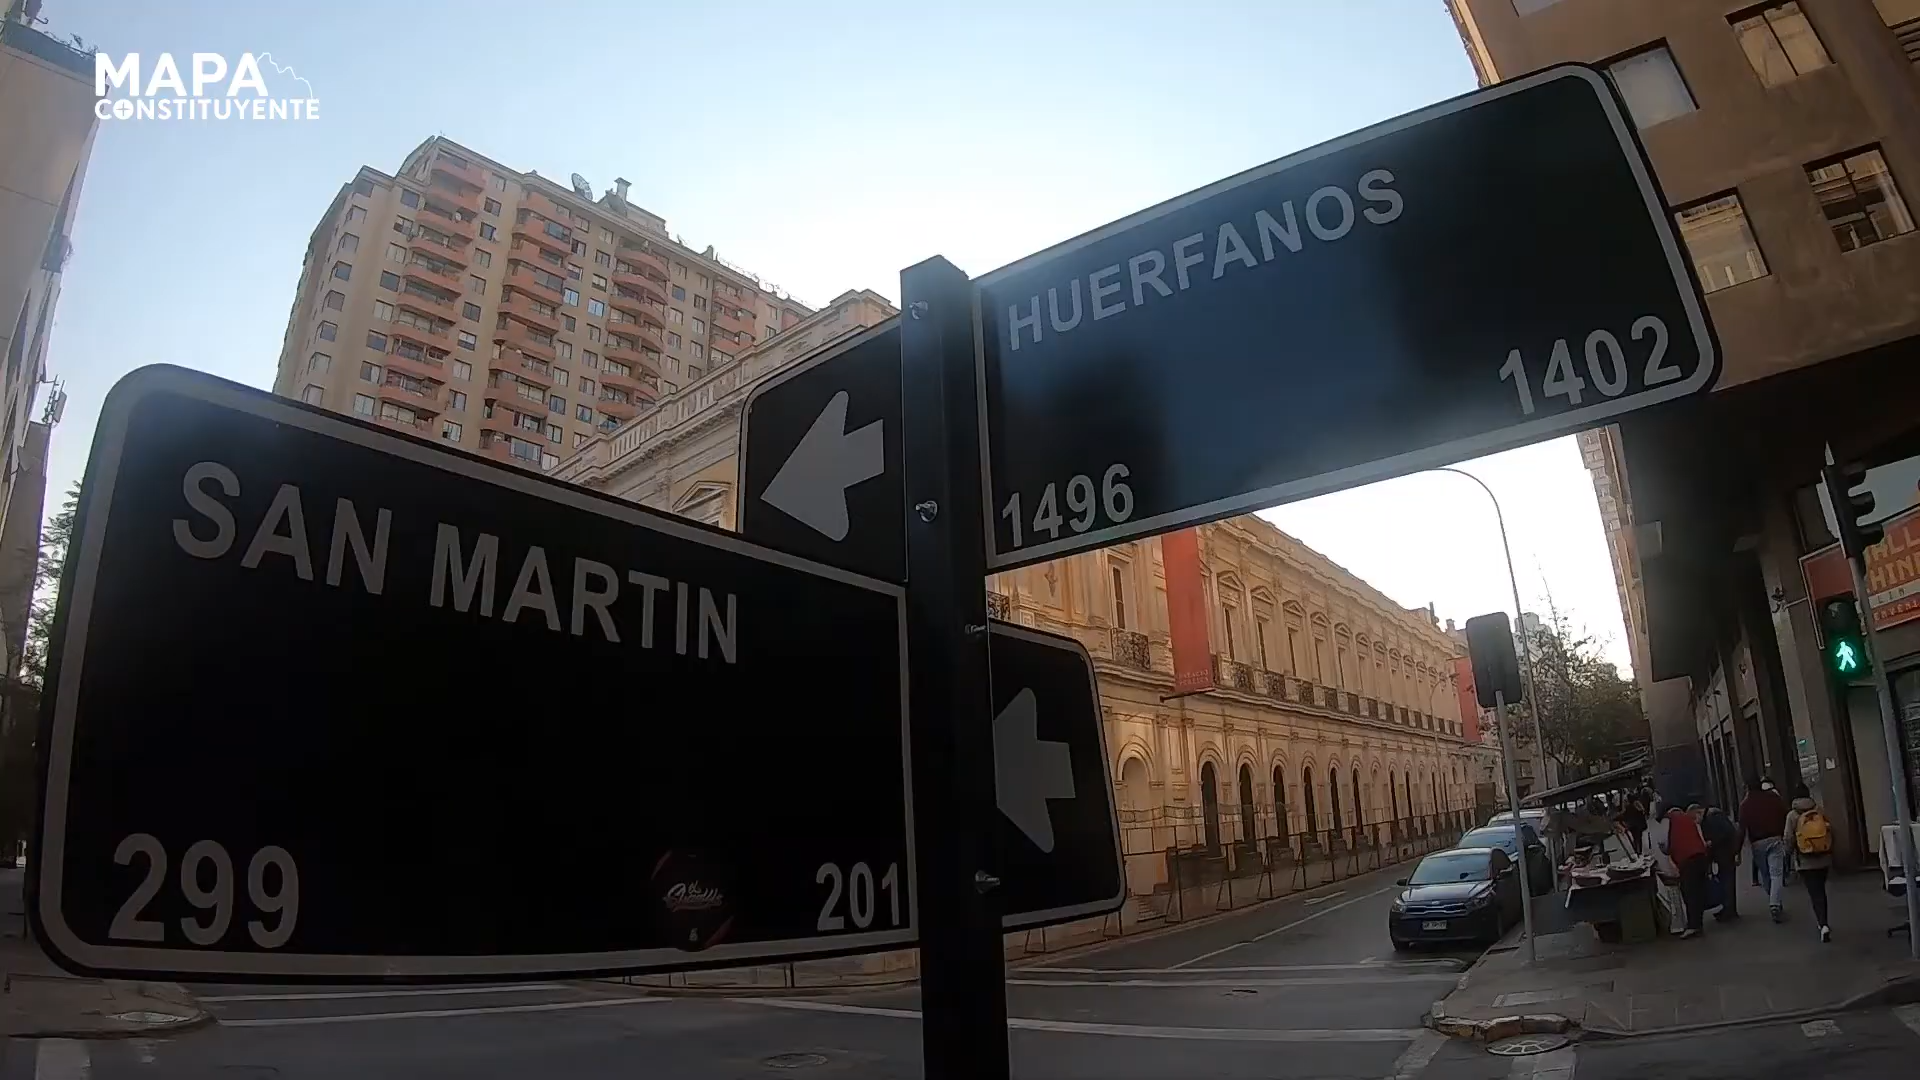 MAPA
CONSTITUYENTE
HUERFANOS
1496
1402
SAN MARTIN
299
201